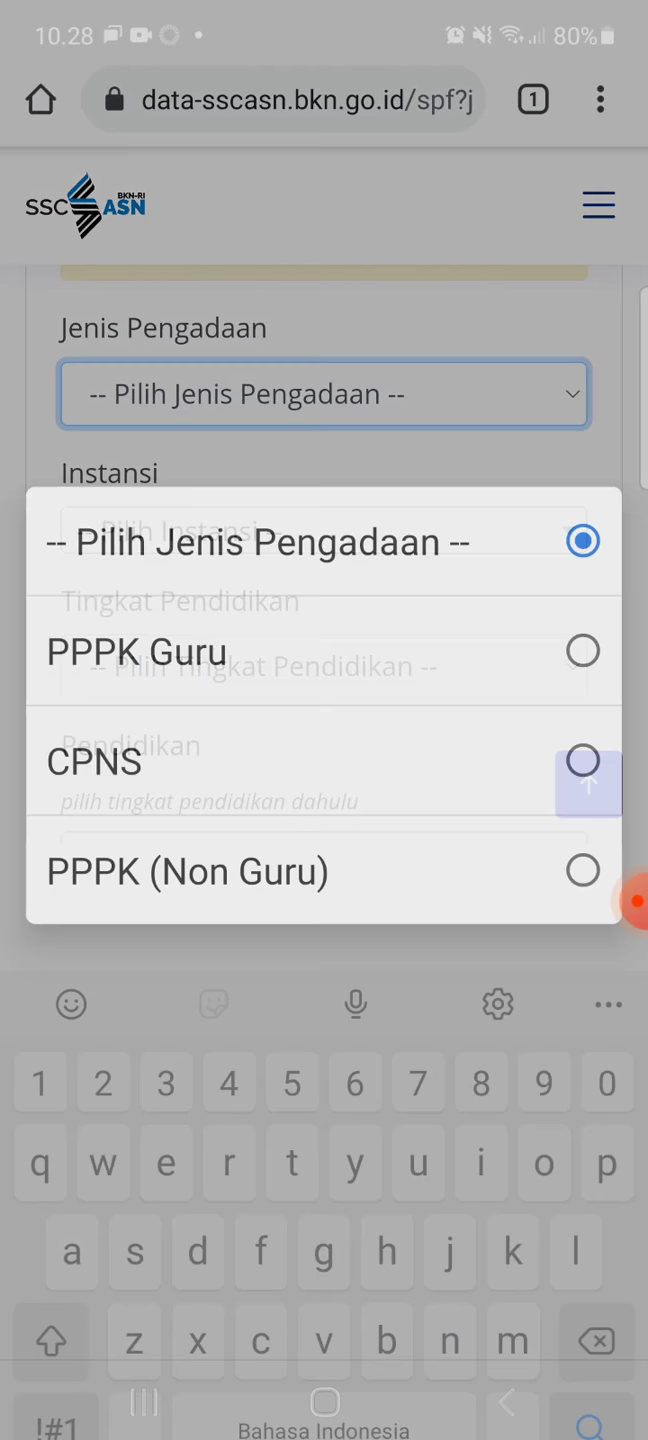 10.28
80%
data-sscasn.bkn.go.id/spf?j
1
SSC ASN
BKN-RI
Jenis Pengadaan
-- Pilih Jenis Pengadaan --
Instansi
-- Pilih Instansi --
-- Pilih Jenis Pengadaan --
Tingkat Pendidikan
PPPK Guru
-- Pilih Tingkat Pendidikan --
Pendidikan
CPNS
pilih tingkat pendidikan dahulu
PPPK (Non Guru)
1 2 3 4 5 6 7 8 9 0
q w e r t y u i o p
a s d f g h j k l
z x c v b n m
!#1
Bahasa Indonesia